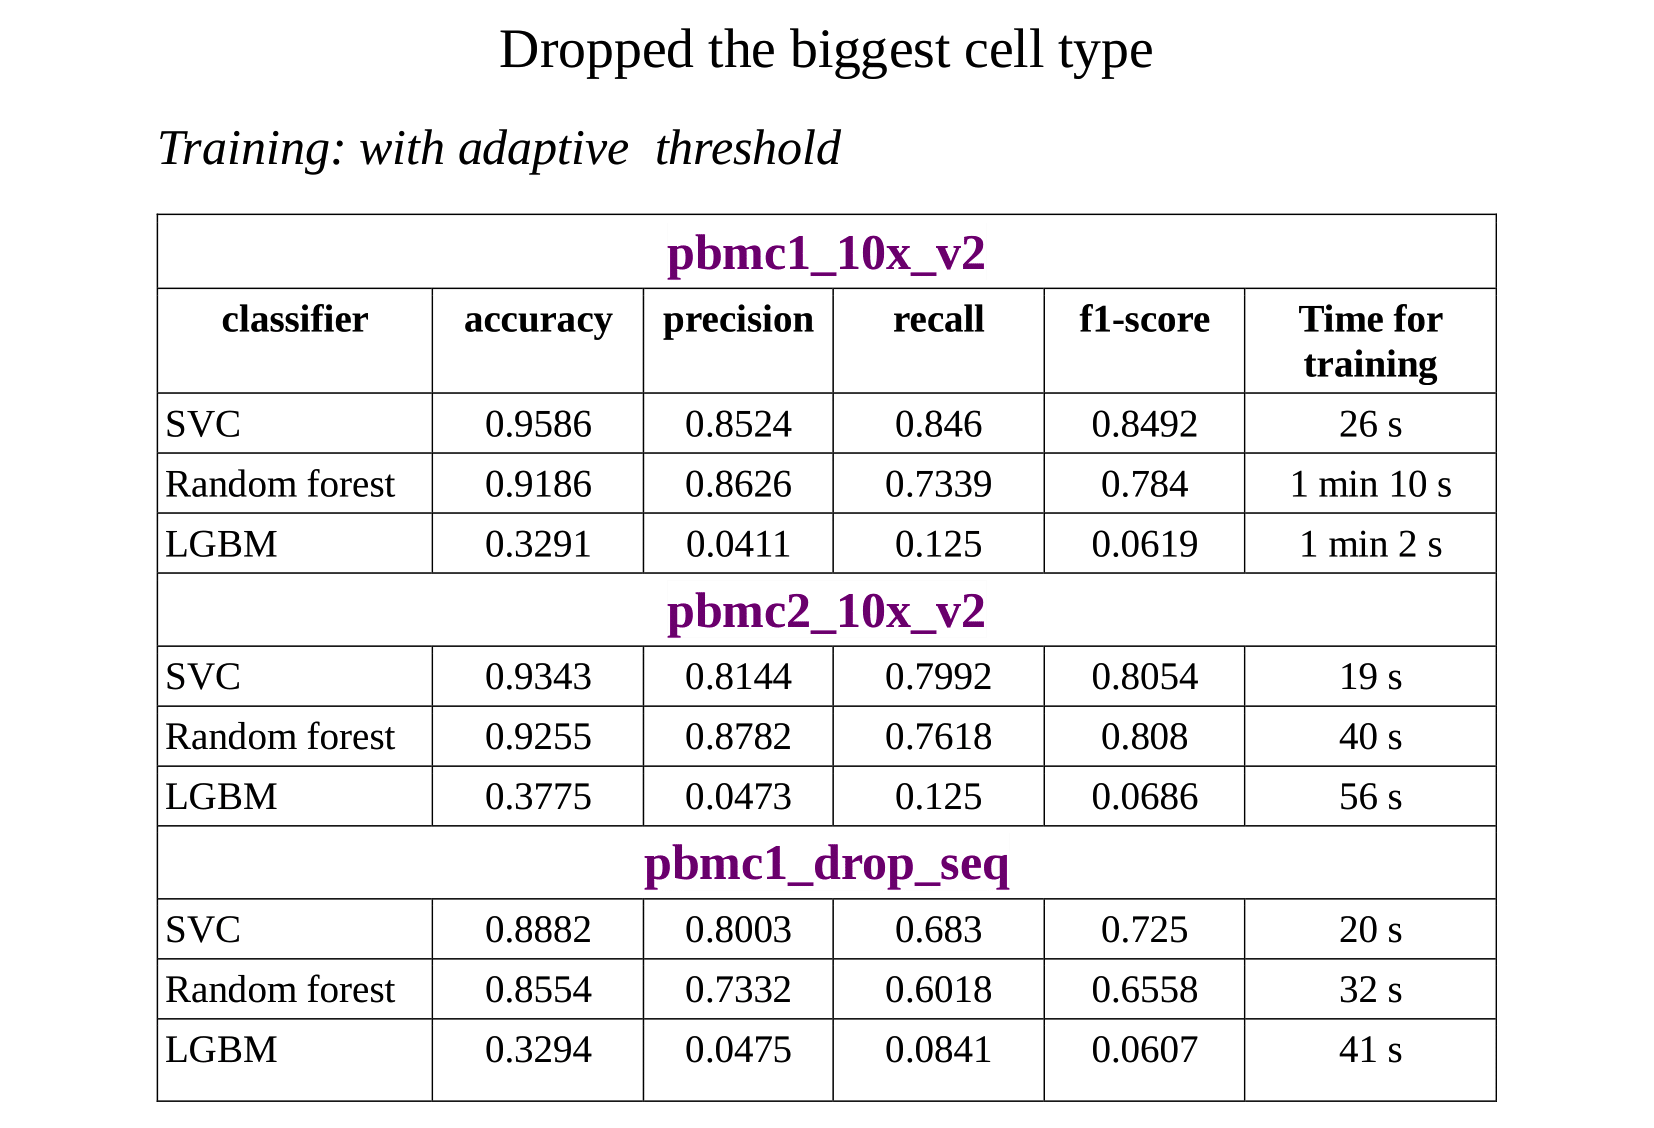 Dropped the biggest cell type
Training: with adaptive  threshold
pbmc1_10x_v2
classifier accuracy precision recall f1-score Time for training
SVC 0.9586 0.8524 0.846 0.8492 26 s
Random forest 0.9186 0.8626 0.7339 0.784 1 min 10 s
LGBM 0.3291 0.0411 0.125 0.0619 1 min 2 s
pbmc2_10x_v2
SVC 0.9343 0.8144 0.7992 0.8054 19 s
Random forest 0.9255 0.8782 0.7618 0.808 40 s
LGBM 0.3775 0.0473 0.125 0.0686 56 s
pbmc1_drop_seq
SVC 0.8882 0.8003 0.683 0.725 20 s
Random forest 0.8554 0.7332 0.6018 0.6558 32 s
LGBM 0.3294 0.0475 0.0841 0.0607 41 s